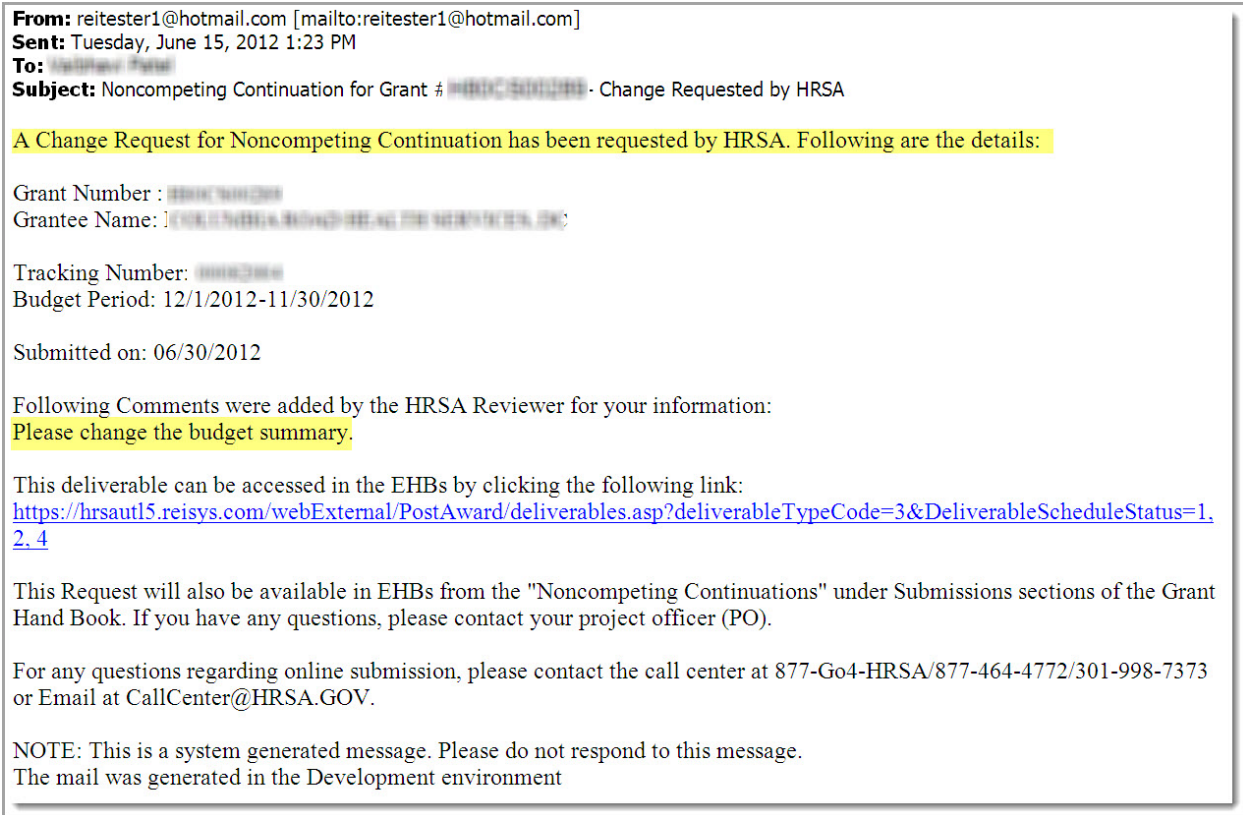 From: reitester1@hotmail.com [mailto:reitester1@hotmail.com]
Sent: Tuesday, June 15, 2012 1:23 PM
To:
Subject: Noncompeting Continuation for Grant # - Change Requested by HRSA
A Change Request for Noncompeting Continuation has been requested by HRSA. Following are the details:
Grant Number :
Grantee Name:
Tracking Number:
Budget Period: 12/1/2012-11/30/2012
Submitted on: 06/30/2012
Following Comments were added by the HRSA Reviewer for your information:
Please change the budget summary.
This deliverable can be accessed in the EHBs by clicking the following link:
https://hrsautl5.reisys.com/webExternal/PostAward/deliverables.asp?deliverableTypeCode=3&DeliverableScheduleStatus=1,
2, 4
This Request will also be available in EHBs from the "Noncompeting Continuations" under Submissions sections of the Grant
Hand Book. If you have any questions, please contact your project officer (PO).
For any questions regarding online submission, please contact the call center at 877-Go4-HRSA/877-464-4772/301-998-7373
or Email at CallCenter@HRSA.GOV.
NOTE: This is a system generated message. Please do not respond to this message.
The mail was generated in the Development environment